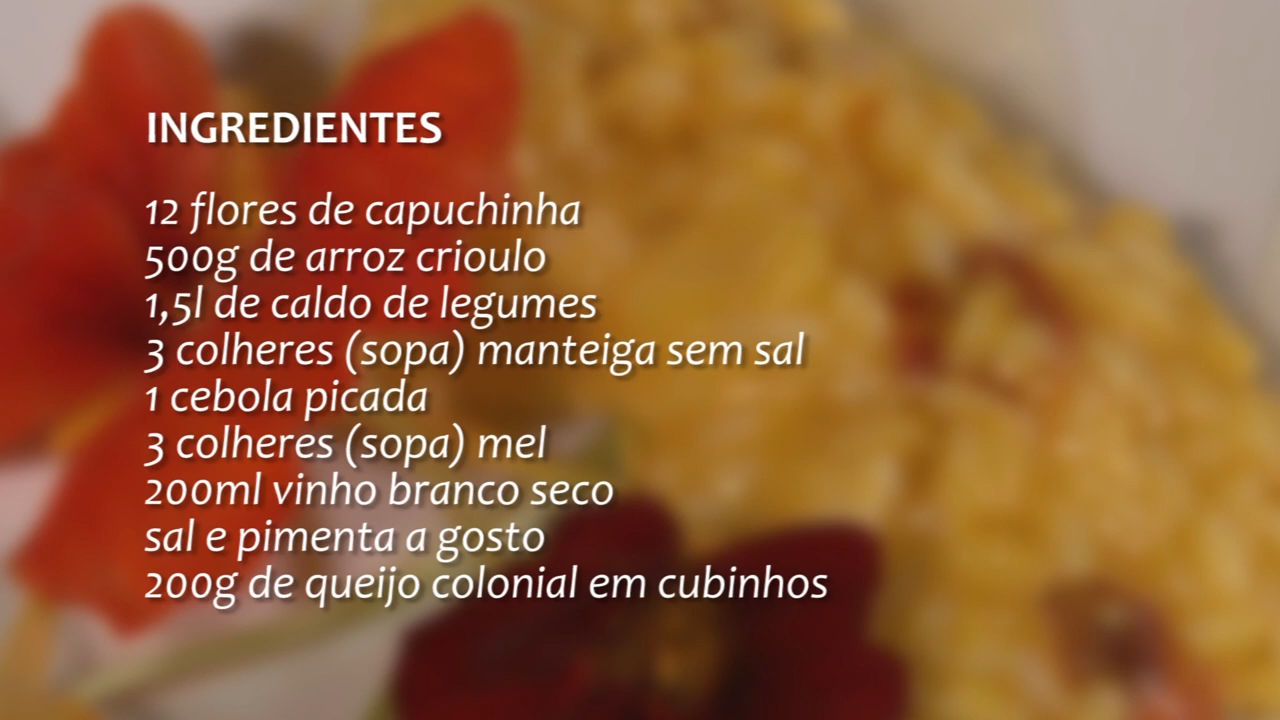 INGREDIENTES
12 flores de capuchinha
500g de arroz crioulo
1,5l de caldo de legumes
3 colheres (sopa) manteiga sem sal
1 cebola picada
3 colheres (sopa) mel
200ml vinho branco seco
sal e pimenta a gosto
200g de queijo colonial em cubinhos